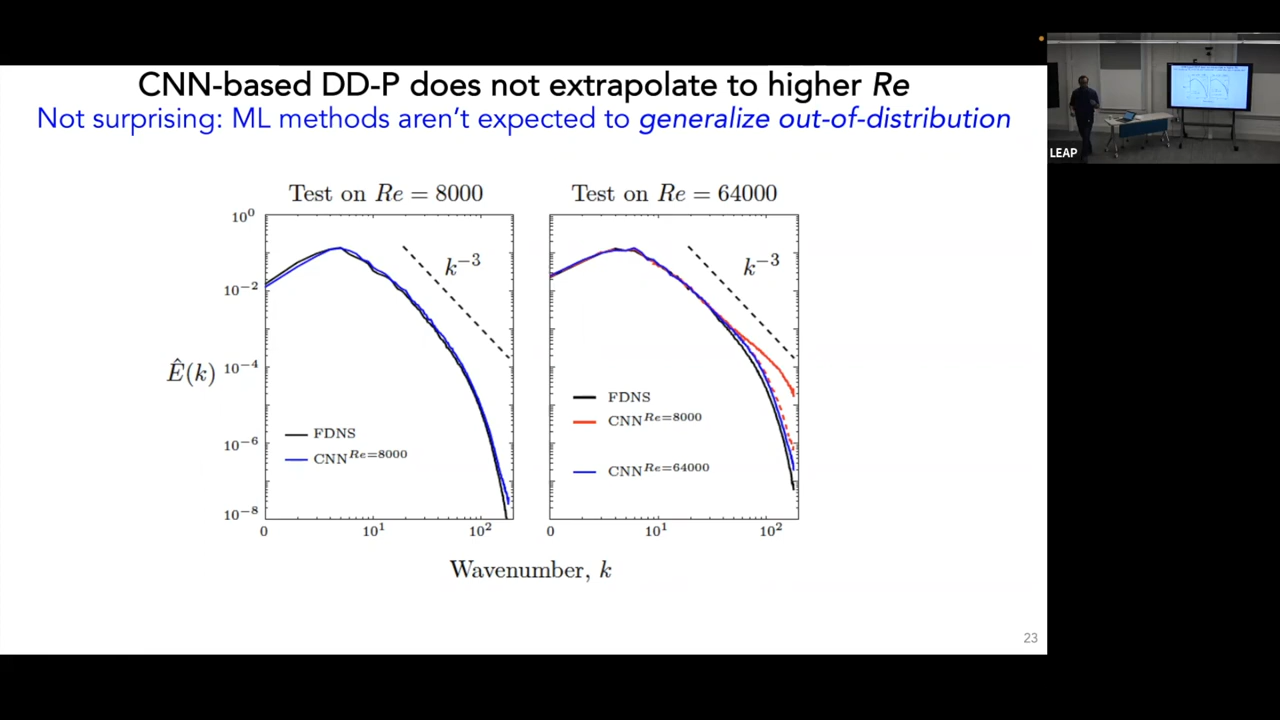 CNN-based DD-P does not extrapolate to higher Re
Not surprising: ML methods aren't expected to generalize out-of-distribution
LEAP
Test on Re = 8000
Test on Re = 64000
10⁰
10⁻²
10⁻⁴
10⁻⁶
10⁻⁸
Ê(k)
k⁻³
k⁻³
FDNS
CNN^{Re=8000}
FDNS
CNN^{Re=8000}
CNN^{Re=64000}
0
10¹
10²
0
10¹
10²
Wavenumber, k
23